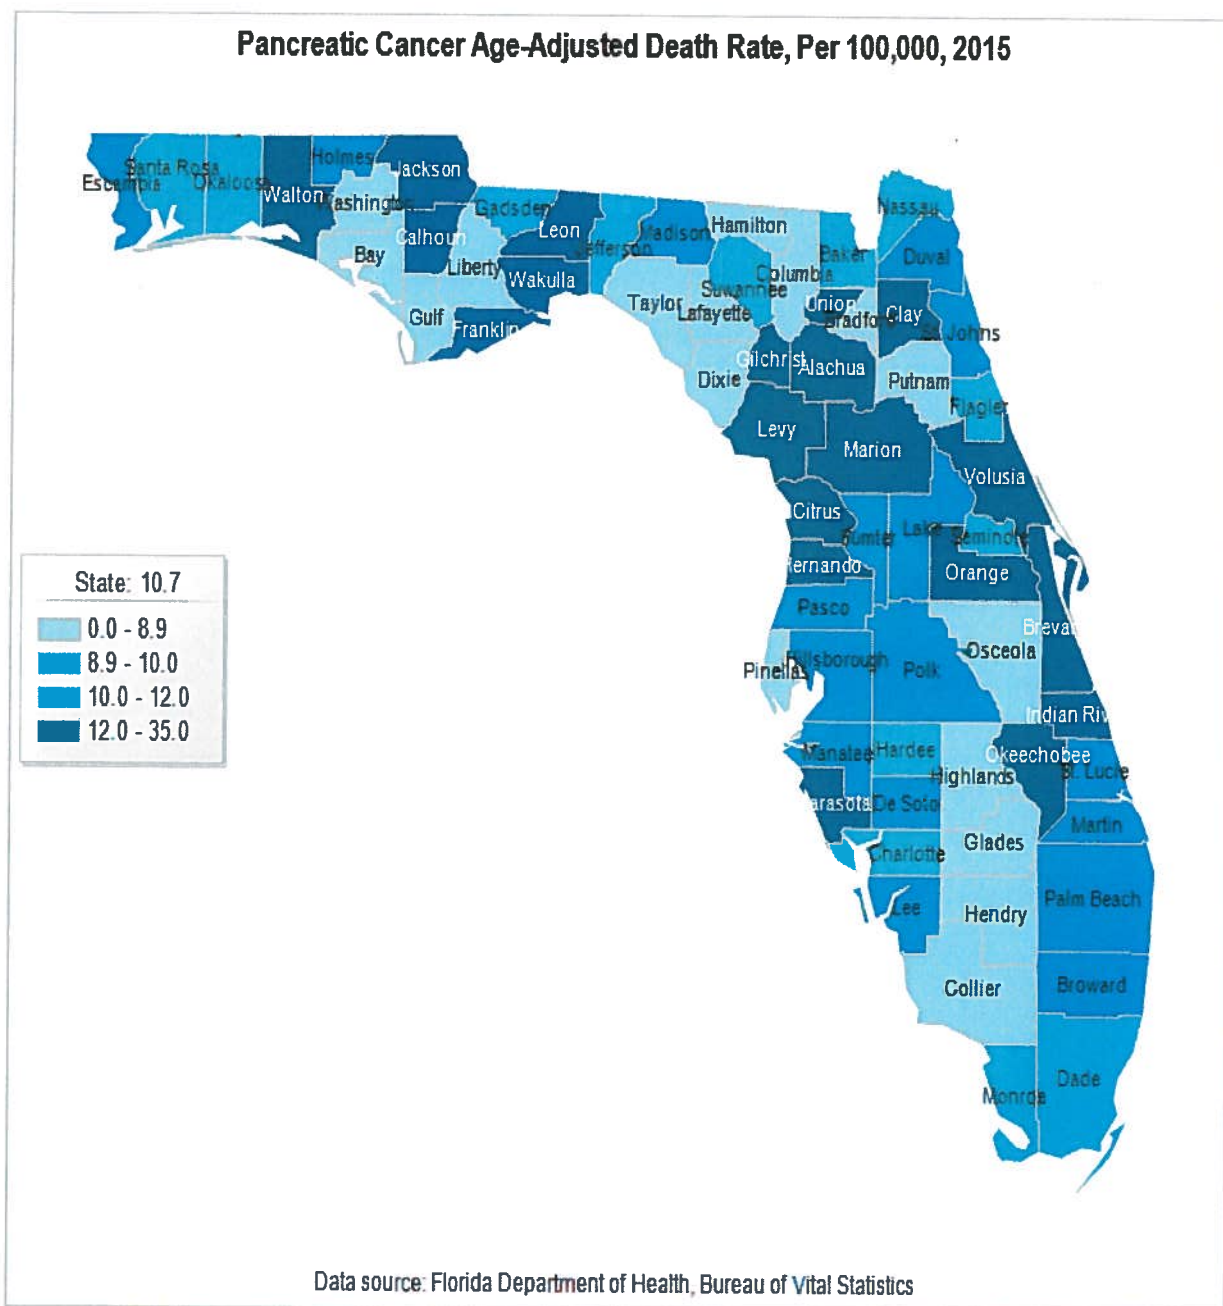 Pancreatic Cancer Age-Adjusted Death Rate, Per 100,000, 2015
Escambia
Santa Rosa
Okaloosa
Walton
Holmes
Washington
Jackson
Bay
Calhoun
Gulf
Liberty
Gadsden
Franklin
Leon
Wakulla
Jefferson
Madison
Taylor
Hamilton
Suwannee
Lafayette
Dixie
Columbia
Baker
Nassau
Duval
Union
Bradford
Clay
St Johns
Gilchrist
Alachua
Putnam
Flagler
Levy
Marion
Volusia
Citrus
Sumter
Lake
Seminole
ernando
Orange
Pasco
Breva
Pinellas
Hillsborough
Polk
Osceola
Indian Riv
Manatee
Hardee
Highlands
Okeechobee
St. Lucie
arasota
De Soto
Martin
Charlotte
Glades
Lee
Hendry
Palm Beach
Collier
Broward
Monroe
Dade
State: 10.7
0.0 - 8.9
8.9 - 10.0
10.0 - 12.0
12.0 - 35.0
Data source: Florida Department of Health, Bureau of Vital Statistics